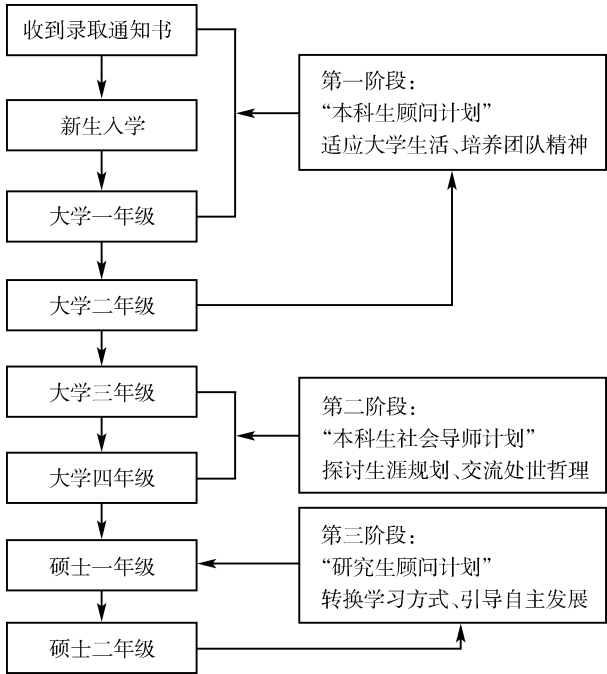 收到录取通知书
新生入学
大学一年级
大学二年级
大学三年级
大学四年级
硕士一年级
硕士二年级
第一阶段：
“本科生顾问计划”
适应大学生活、培养团队精神
第二阶段：
“本科生社会导师计划”
探讨生涯规划、交流处世哲理
第三阶段：
“研究生顾问计划”
转换学习方式、引导自主发展